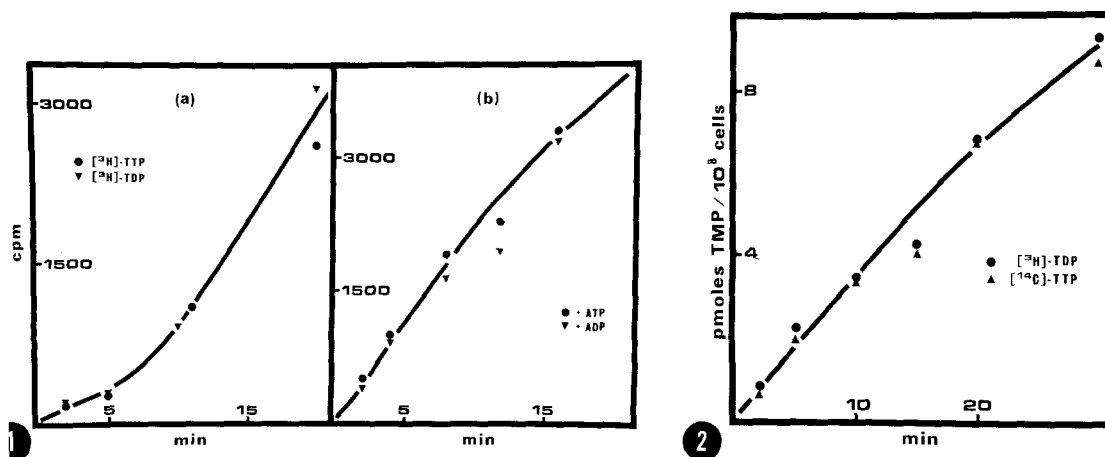 3000
(a)
● [³H]-TTP
▼ [³H]-TDP
1500
cpm
5
15
min
(b)
3000
1500
● + ATP
▼ + ADP
5
15
min
1
8
4
pmoles TMP/10⁸ cells
● [³H]-TDP
▲ [¹⁴C]-TTP
10
20
min
2